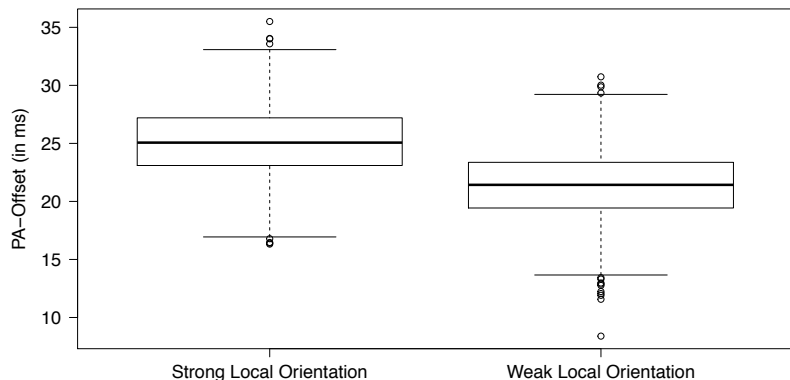 PA−Offset (in ms)
35
30
25
20
15
10
Strong Local Orientation
Weak Local Orientation